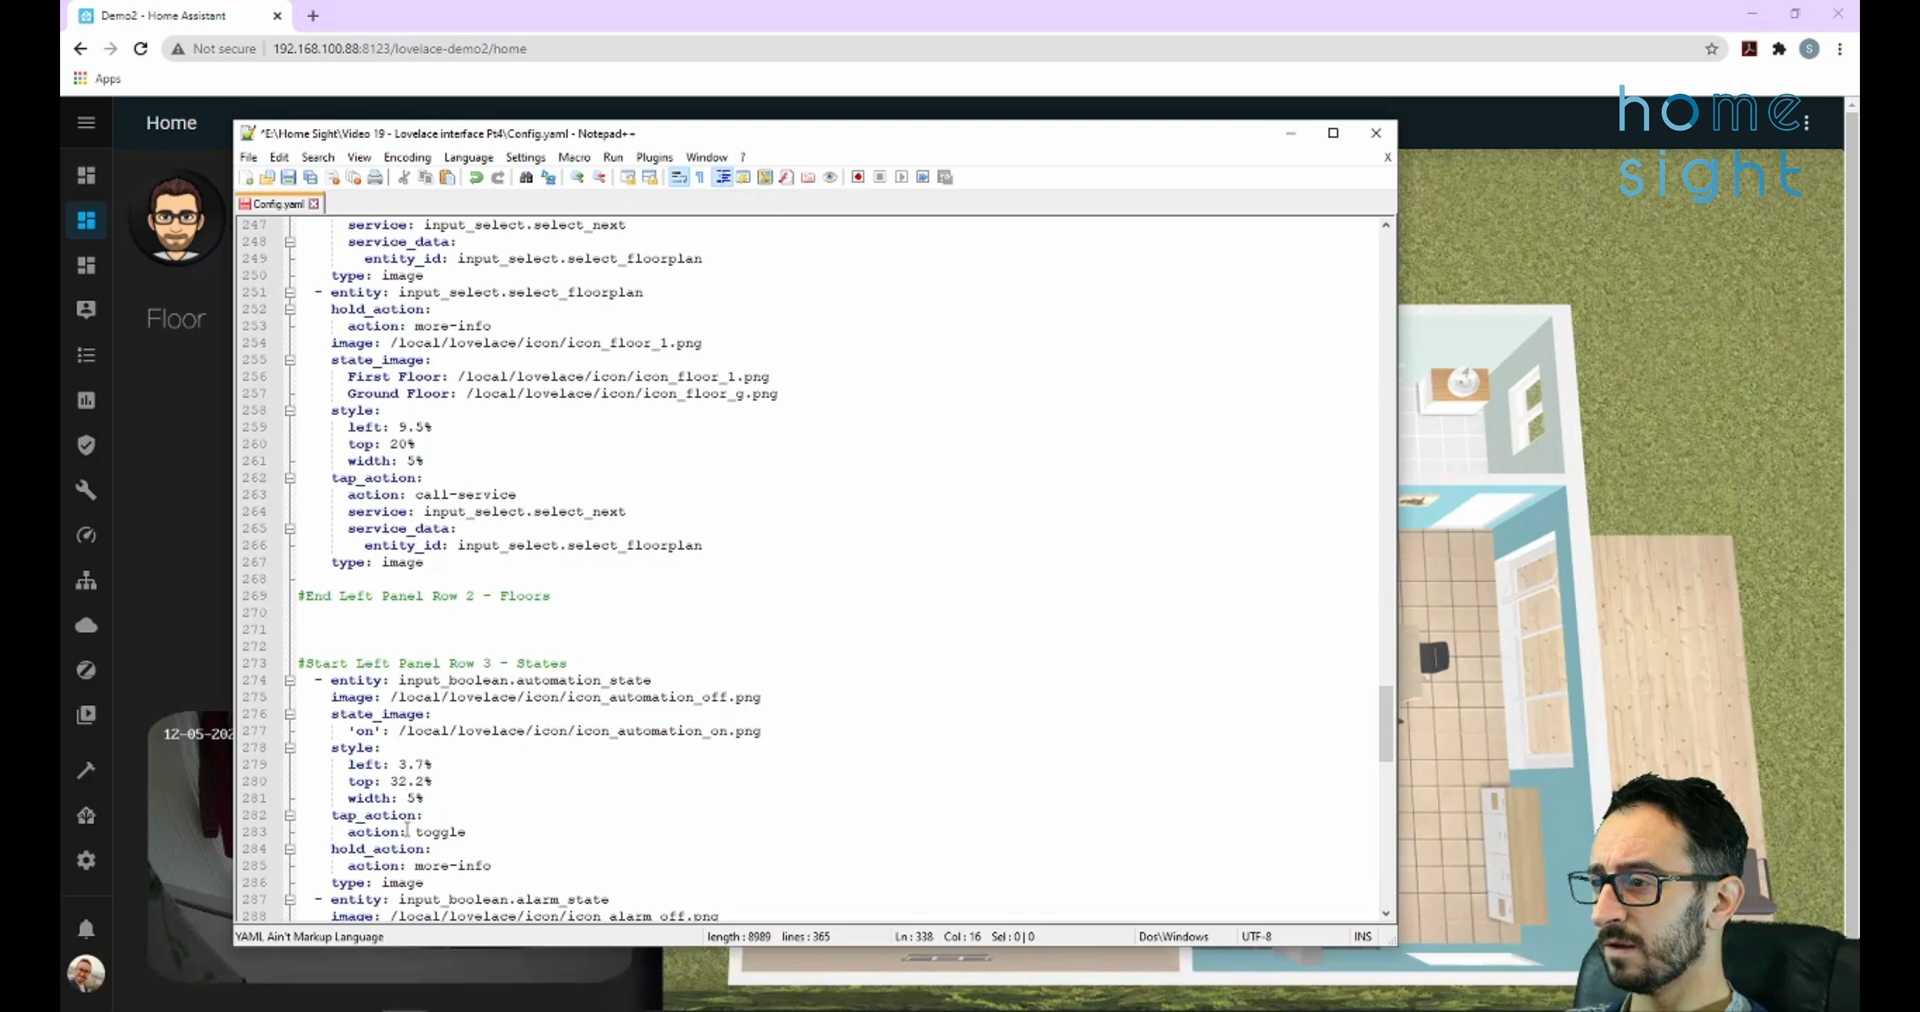 Demo2 - Home Assistant
Not secure
192.168.100.88:8123/lovelace-demo2/home
S
Apps
home
sight
Home
*E:\Home Sight\Video 19 - Lovelace interface Pt4\Config.yaml - Notepad++
File Edit Search View Encoding Language Settings Macro Run Plugins Window ?
X
Config.yaml
247 service: input_select.select_next
248 service_data:
249 entity_id: input_select.select_floorplan
250 type: image
251 - entity: input_select.select_floorplan
252 hold_action:
253 action: more-info
254 image: /local/lovelace/icon/icon_floor_1.png
255 state_image:
256 First Floor: /local/lovelace/icon/icon_floor_1.png
257 Ground Floor: /local/lovelace/icon/icon_floor_g.png
258 style:
259 left: 9.5%
260 top: 20%
261 width: 5%
262 tap_action:
263 action: call-service
264 service: input_select.select_next
265 service_data:
266 entity_id: input_select.select_floorplan
267 type: image
268
269 #End Left Panel Row 2 - Floors
270
271
272
273 #Start Left Panel Row 3 - States
274 - entity: input_boolean.automation_state
275 image: /local/lovelace/icon/icon_automation_off.png
276 state_image:
277 'on': /local/lovelace/icon/icon_automation_on.png
278 style:
279 left: 3.7%
280 top: 32.2%
281 width: 5%
282 tap_action:
283 action: toggle
284 hold_action:
285 action: more-info
286 type: image
287 - entity: input_boolean.alarm_state
288 image: /local/lovelace/icon/icon_alarm_off.png
Floor
12-05-202
YAML Ain't Markup Language
length : 8989 lines : 365
Ln : 338 Col : 16 Sel : 0 | 0
Dos\Windows
UTF-8
INS